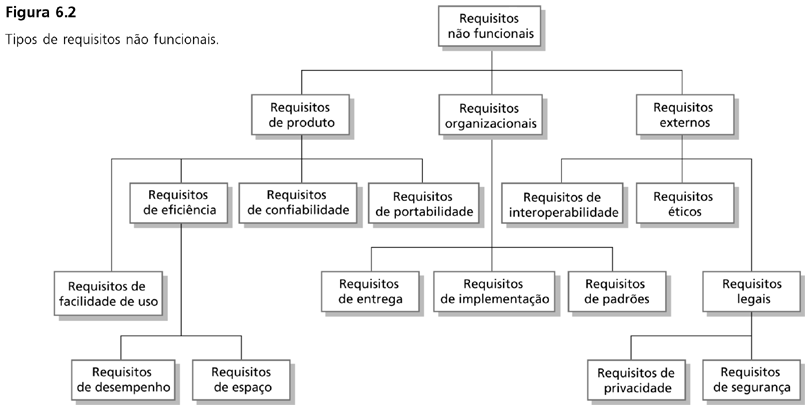 Figura 6.2
Tipos de requisitos não funcionais.
Requisitos
não funcionais
Requisitos
de produto
Requisitos
organizacionais
Requisitos
externos
Requisitos
de eficiência
Requisitos
de confiabilidade
Requisitos
de portabilidade
Requisitos de
interoperabilidade
Requisitos
éticos
Requisitos de
facilidade de uso
Requisitos
de entrega
Requisitos
de implementação
Requisitos
de padrões
Requisitos
legais
Requisitos
de desempenho
Requisitos
de espaço
Requisitos de
privacidade
Requisitos
de segurança